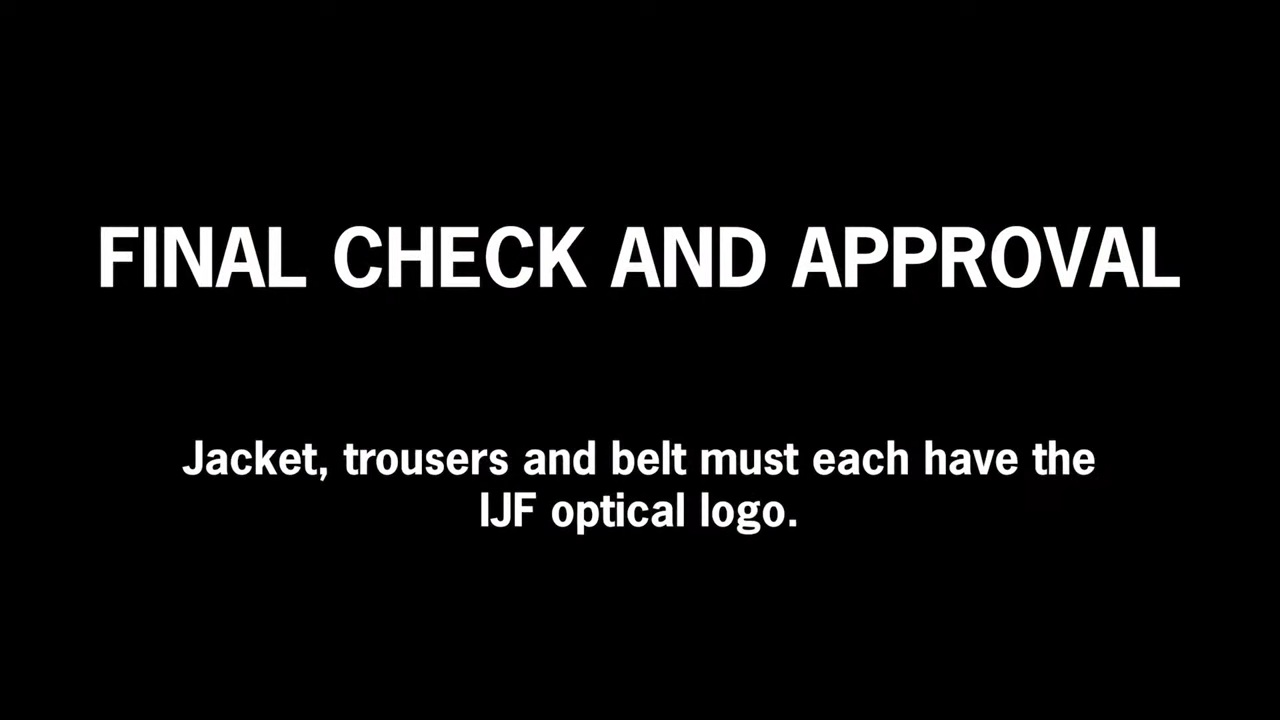 FINAL CHECK AND APPROVAL
Jacket, trousers and belt must each have the
IJF optical logo.